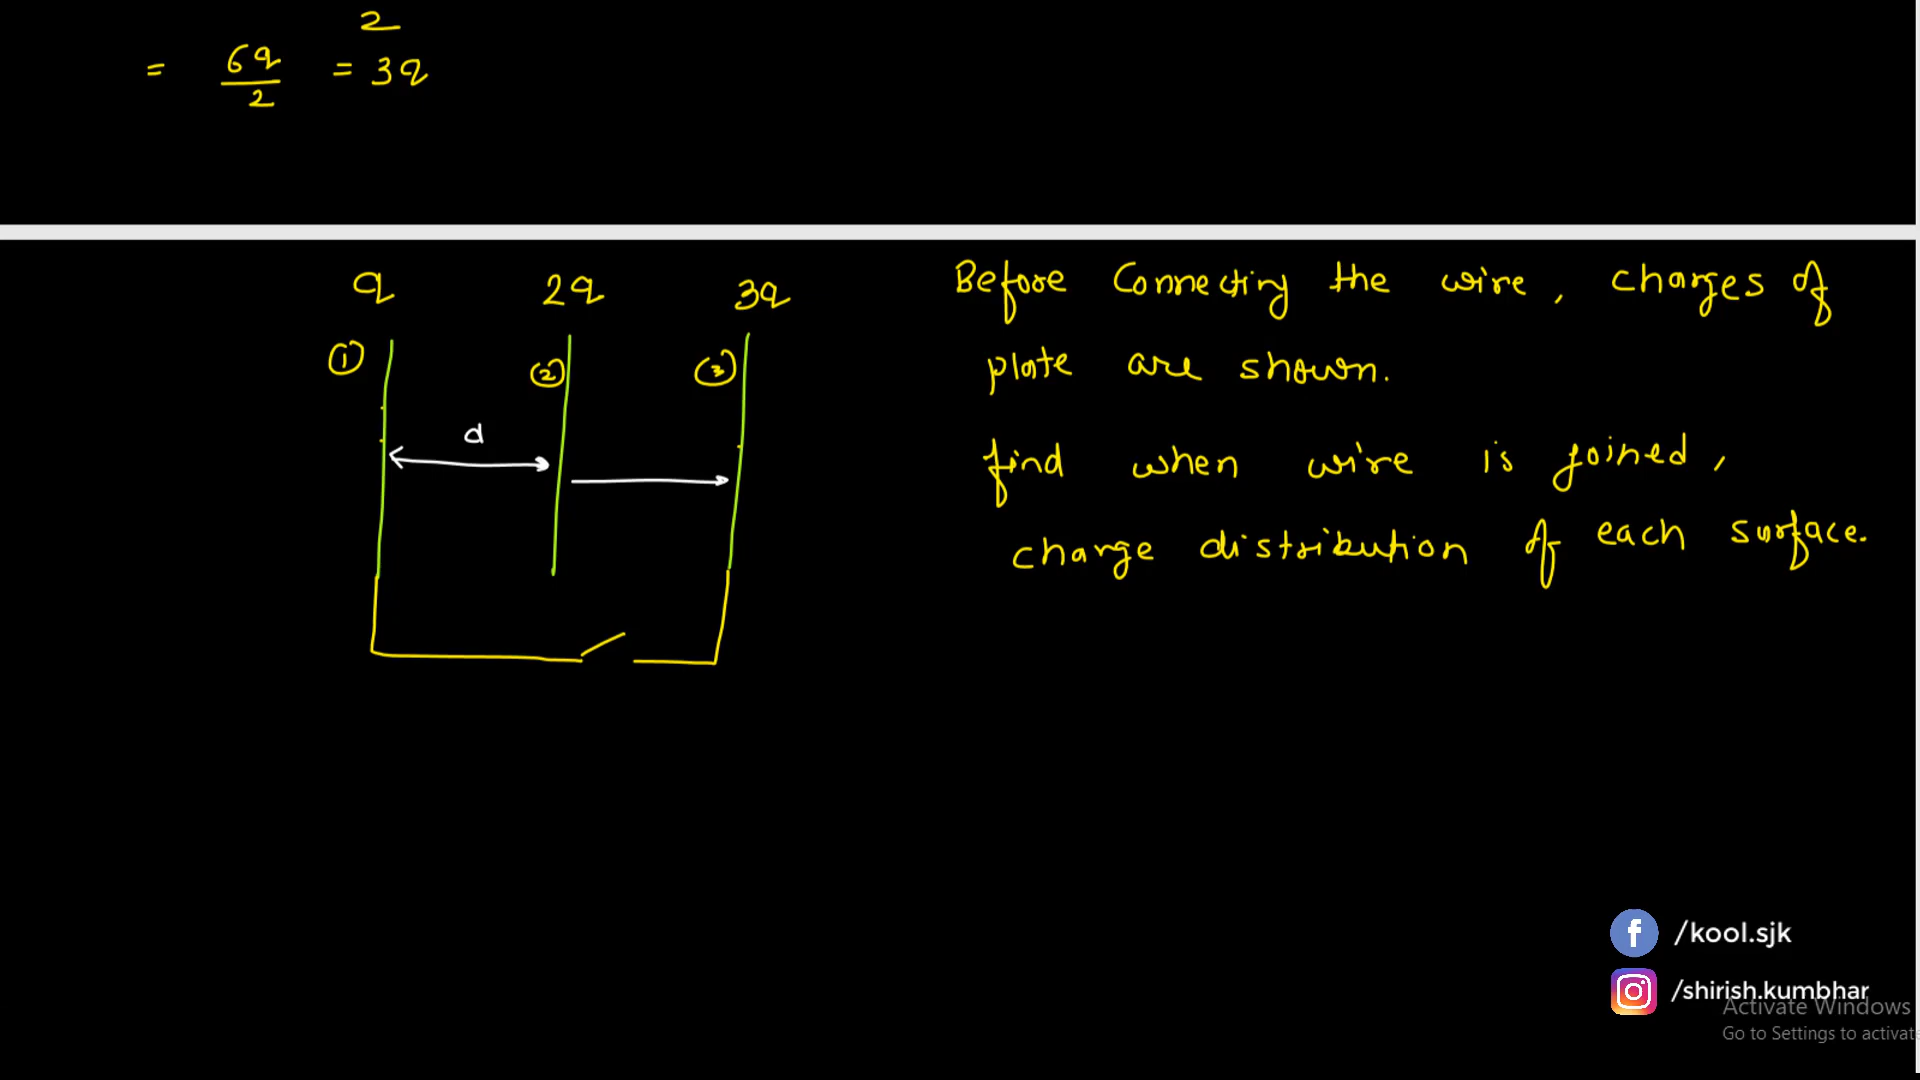 2
= 6q/2 = 3q
q 2q 3q
① ② ③
d
Before Connecting the wire, charges of
plate are shown.
find when wire is joined,
charge distribution of each surface.
/kool.sjk
/shirish.kumbhar
Activate Windows
Go to Settings to activat